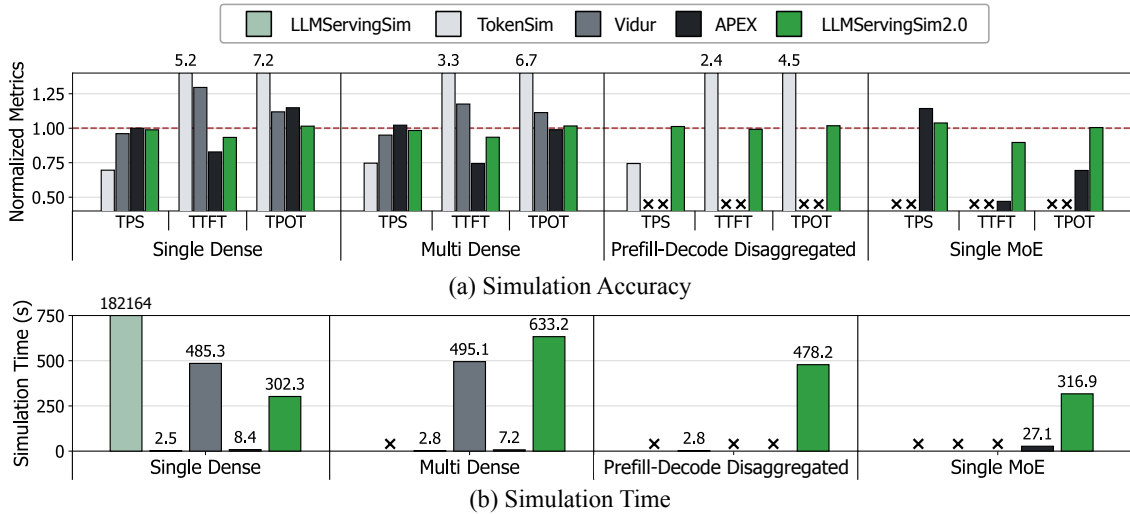 LLMServingSim TokenSim Vidur APEX LLMServingSim2.0
5.2 7.2 3.3 6.7 2.4 4.5
Normalized Metrics
1.25
1.00
0.75
0.50
TPS TTFT TPOT TPS TTFT TPOT TPS TTFT TPOT TPS TTFT TPOT
Single Dense Multi Dense Prefill-Decode Disaggregated Single MoE
(a) Simulation Accuracy
Simulation Time (s)
750
500
250
0
182164 2.5 485.3 8.4 302.3
2.8 495.1 7.2 633.2
2.8 478.2
27.1 316.9
Single Dense Multi Dense Prefill-Decode Disaggregated Single MoE
(b) Simulation Time